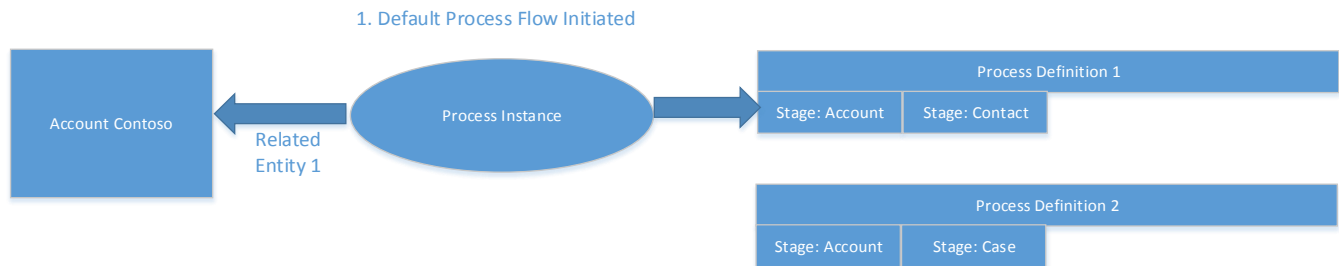 1. Default Process Flow Initiated
Account Contoso
Related
Entity 1
Process Instance
Process Definition 1
Stage: Account
Stage: Contact
Process Definition 2
Stage: Account
Stage: Case